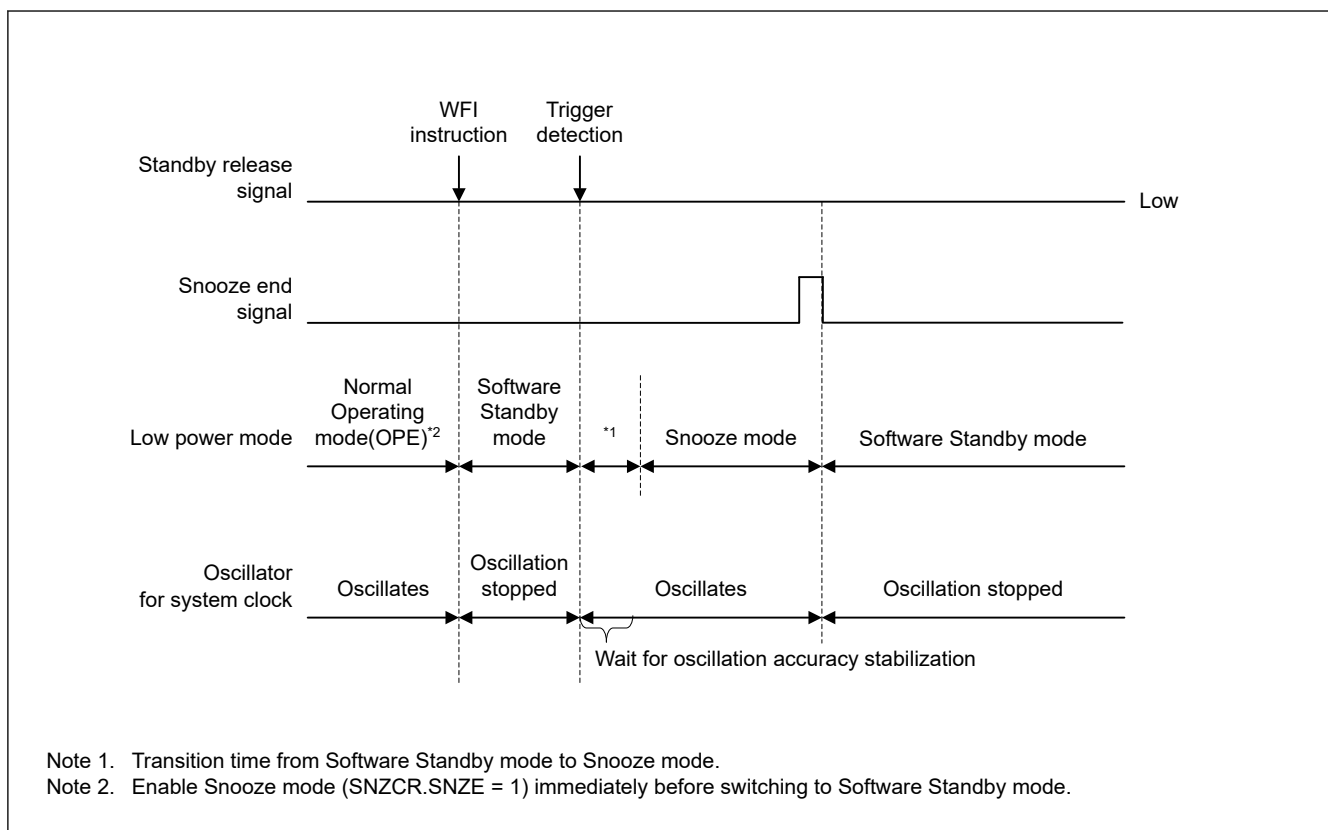 WFI
instruction
Trigger
detection
Standby release
signal
Low
Snooze end
signal
Low power mode
Normal
Operating
mode(OPE)*2
Software
Standby
mode
*1
Snooze mode
Software Standby mode
Oscillator
for system clock
Oscillates
Oscillation
stopped
Oscillates
Oscillation stopped
Wait for oscillation accuracy stabilization
Note 1. Transition time from Software Standby mode to Snooze mode.
Note 2. Enable Snooze mode (SNZCR.SNZE = 1) immediately before switching to Software Standby mode.